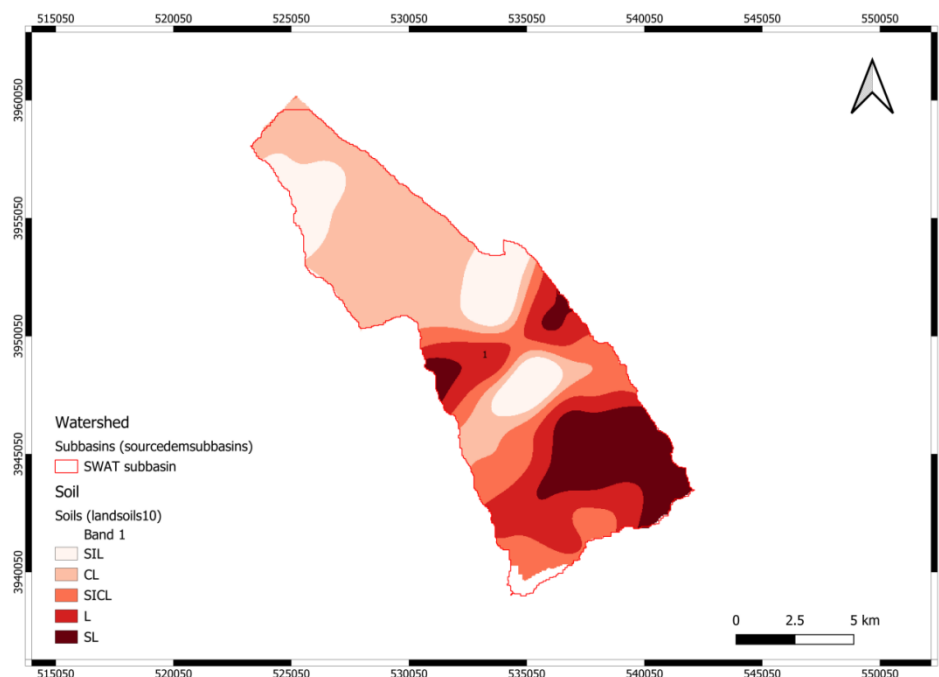 515050 520050 525050 530050 535050 540050 545050 550050
3960050
3955050
3950050
3945050
3940050
1
Watershed
Subbasins (sourcedemsubbasins)
SWAT subbasin
Soil
Soils (landsoils10)
Band 1
SIL
CL
SICL
L
SL
0 2.5 5 km
515050 520050 525050 530050 535050 540050 545050 550050